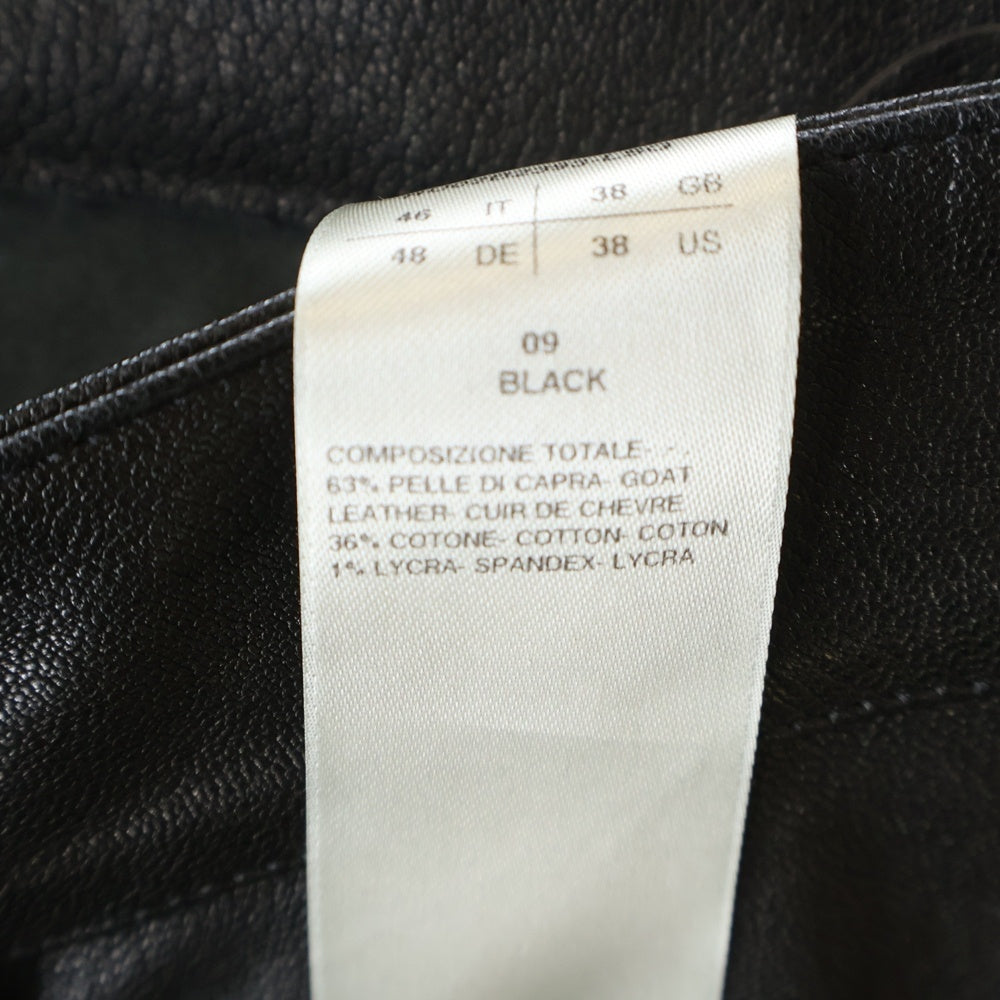 46 IT 38 GB
48 DE 38 US
09
BLACK
COMPOSIZIONE TOTALE- - .
63% PELLE DI CAPRA- GOAT
LEATHER- CUIR DE CHEVRE
36% COTONE- COTTON- COTON
1% LYCRA- SPANDEX- LYCRA